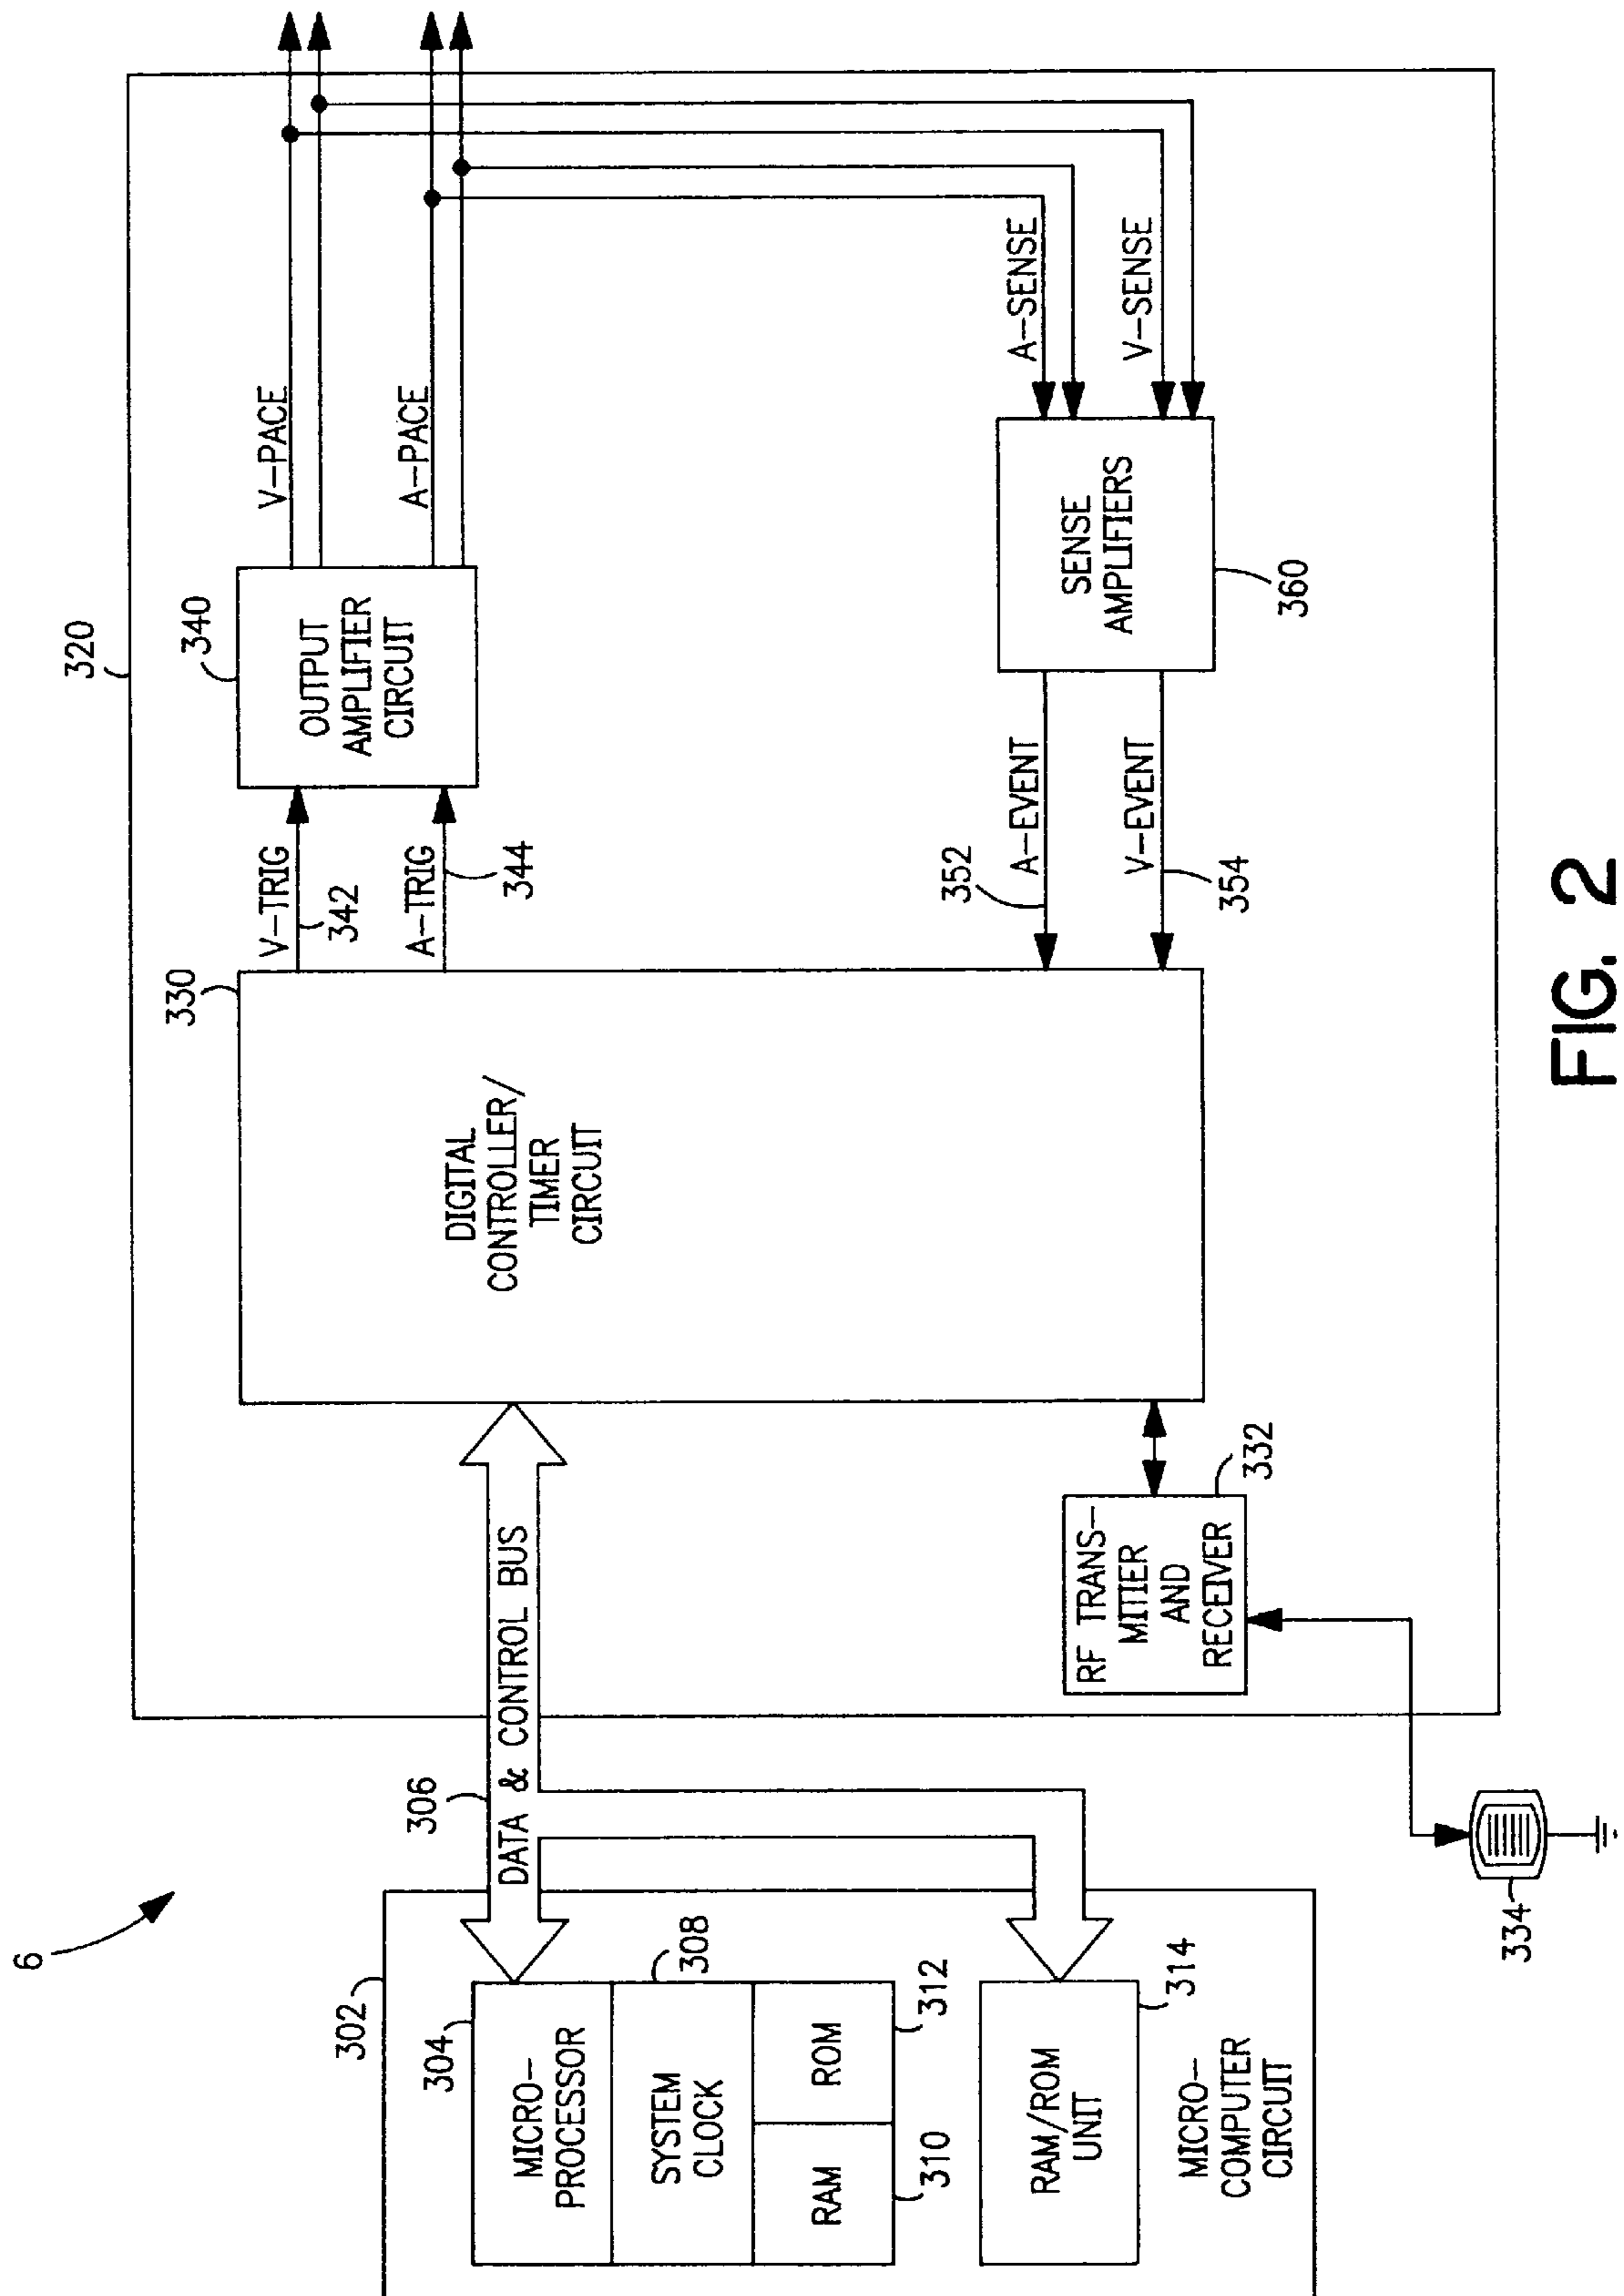 6
302
304
MICRO-
PROCESSOR
308
SYSTEM
CLOCK
RAM
ROM
310
312
RAM/ROM
UNIT
314
MICRO-
COMPUTER
CIRCUIT
306
DATA & CONTROL BUS
320
330
DIGITAL
CONTROLLER/
TIMER
CIRCUIT
V-TRIG
342
A-TRIG
344
340
OUTPUT
AMPLIFIER
CIRCUIT
V-PACE
A-PACE
352
A-EVENT
V-EVENT
354
SENSE
AMPLIFIERS
360
A-SENSE
V-SENSE
RF TRANS-
MITTER
AND
RECEIVER
332
334
FIG. 2